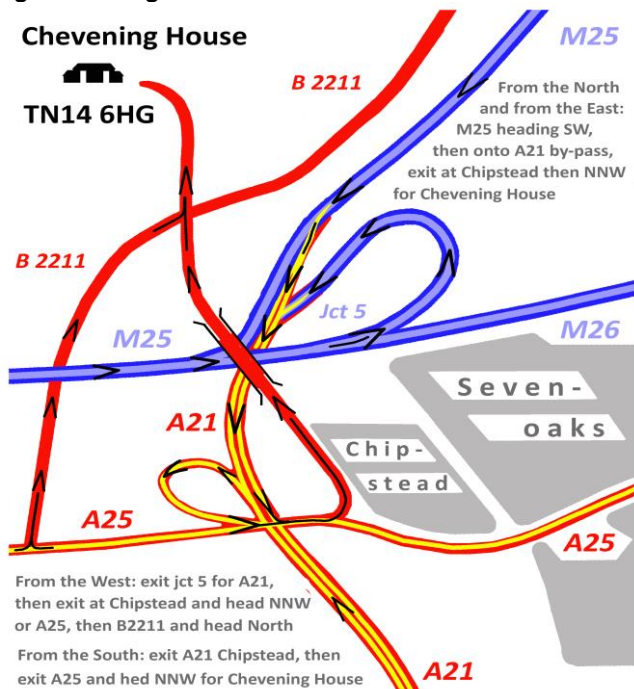 Chevening House
TN14 6HG
M25
B 2211
From the North
and from the East:
M25 heading SW,
then onto A21 by-pass,
exit at Chipstead then NNW
for Chevening House
B 2211
M25
Jct 5
M26
Seven-
oaks
A21
Chip-
stead
A25
A25
From the West: exit jct 5 for A21,
then exit at Chipstead and head NNW
or A25, then B2211 and head North
From the South: exit A21 Chipstead, then
exit A25 and hed NNW for Chevening House
A21